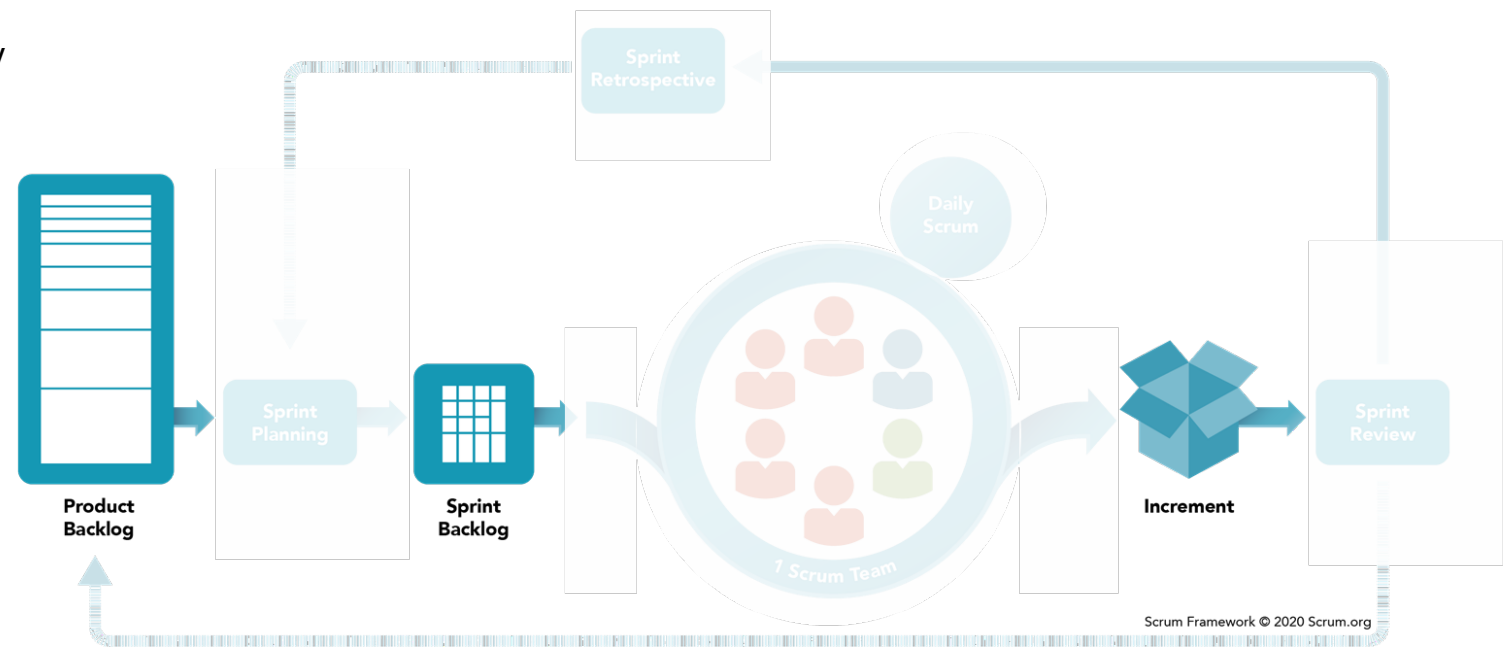 Sprint
Retrospective
Daily
Scrum
Sprint
Planning
Sprint
Review
Product
Backlog
Sprint
Backlog
Increment
1 Scrum Team
Scrum Framework © 2020 Scrum.org